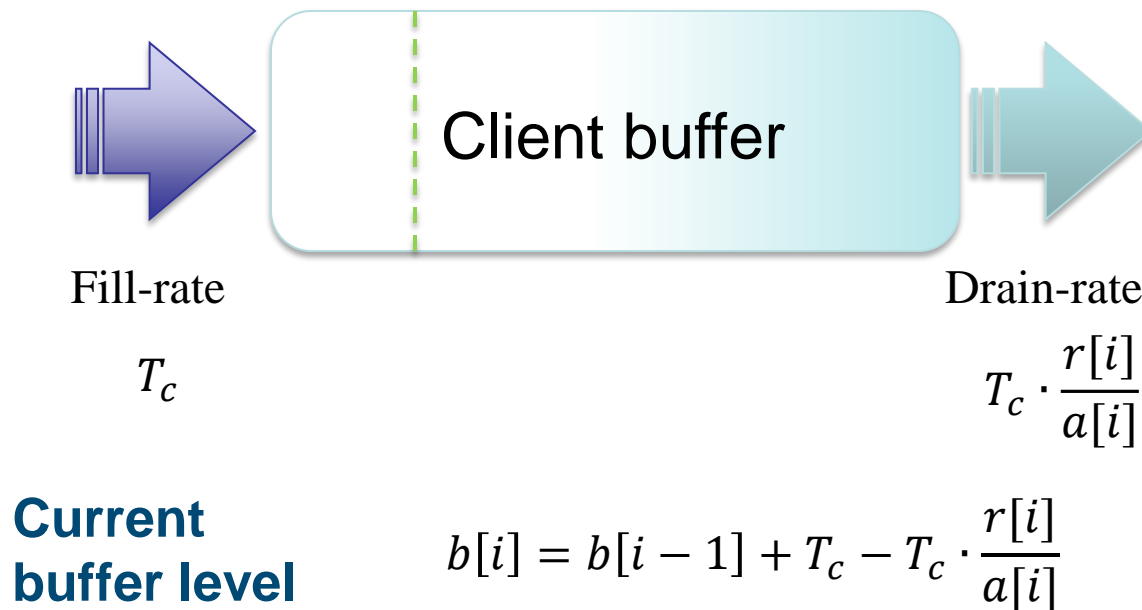 Client buffer
Fill-rate
Drain-rate
T_c
T_c · r[i]/a[i]
Current
buffer level
b[i] = b[i − 1] + T_c − T_c · r[i]/a[i]